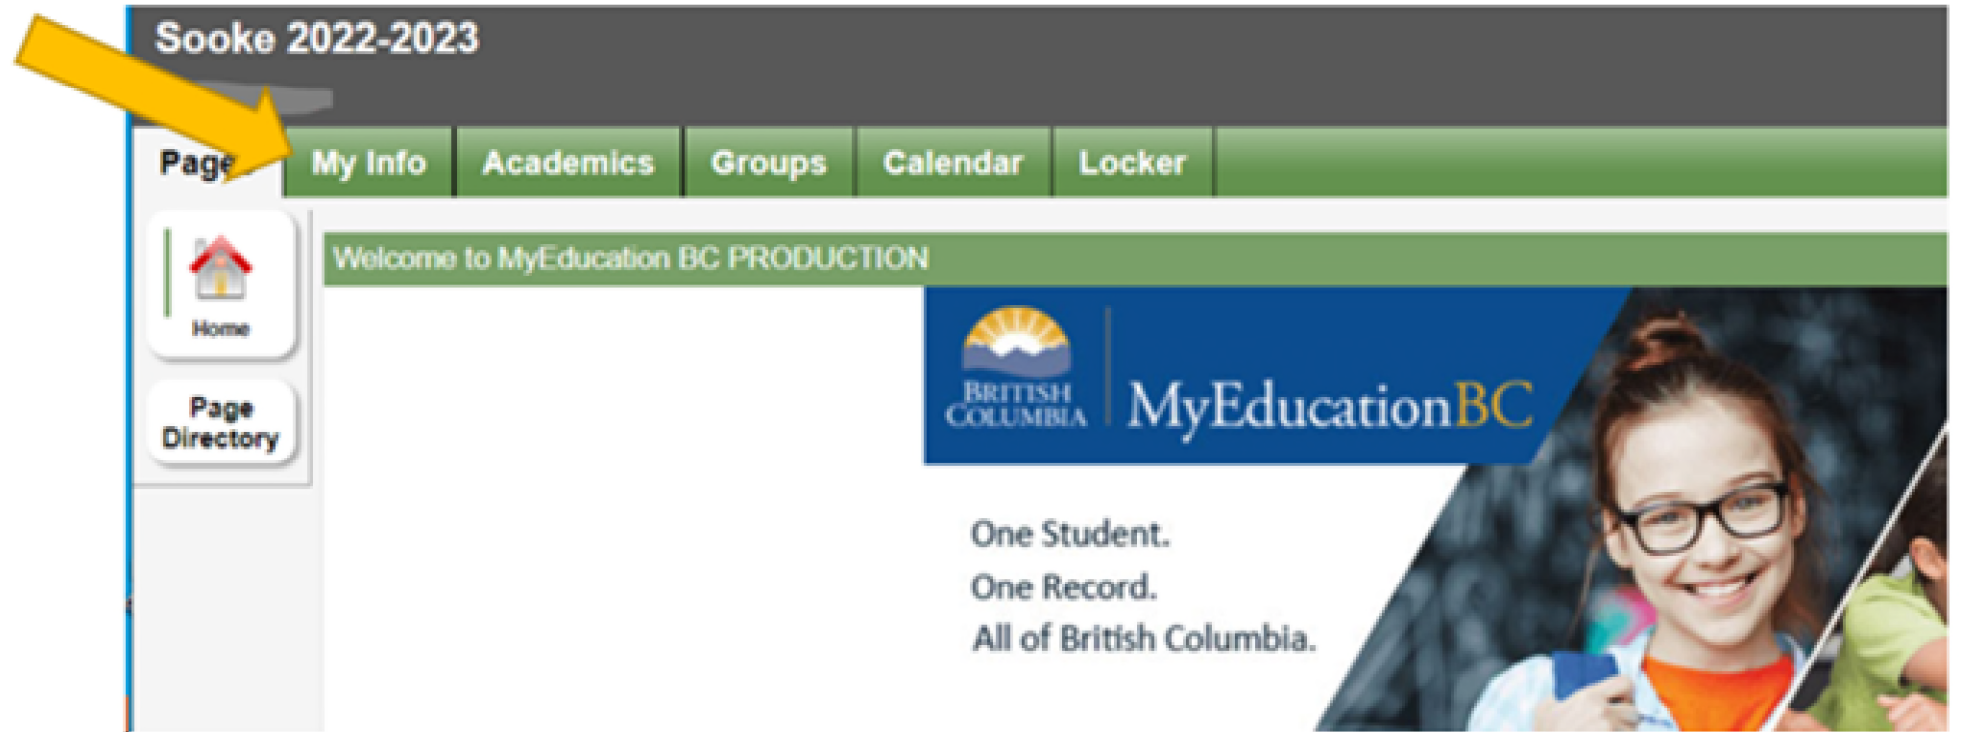 Sooke 2022-2023
Page My Info Academics Groups Calendar Locker
Welcome to MyEducation BC PRODUCTION
Home
Page
Directory
BRITISH
COLUMBIA
MyEducationBC
One Student.
One Record.
All of British Columbia.